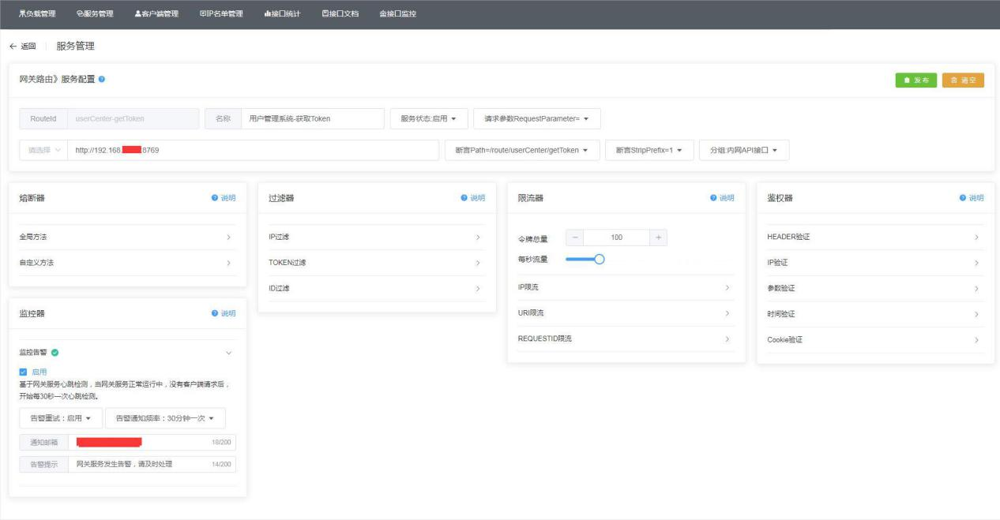 负载管理 服务管理 客户端管理 IP名单管理 接口统计 接口文档 接口监控
返回 服务管理
网关路由》服务配置 发布 清空
RouteId userCenter-getToken 名称 用户管理系统-获取Token 服务状态:启用 请求参数RequestParameter=
请选择 http://192.168. :8769 断言Path=/route/userCenter/getToken 断言StripPrefix=1 分组:内网API接口
熔断器 说明
全局方法
自定义方法
监控器 说明
监控告警
启用
基于网关服务心跳检测，当网关服务正常运行中，没有客户端请求后，
开始每30秒一次心跳检测。
告警重试：启用 告警通知频率：30分钟一次
通知邮箱 18/200
告警提示 网关服务发生告警，请及时处理 14/200
过滤器 说明
IP过滤
TOKEN过滤
ID过滤
限流器 说明
令牌总量 － 100 +
每秒流量
IP限流
URI限流
REQUESTID限流
鉴权器 说明
HEADER验证
IP验证
参数验证
时间验证
Cookie验证